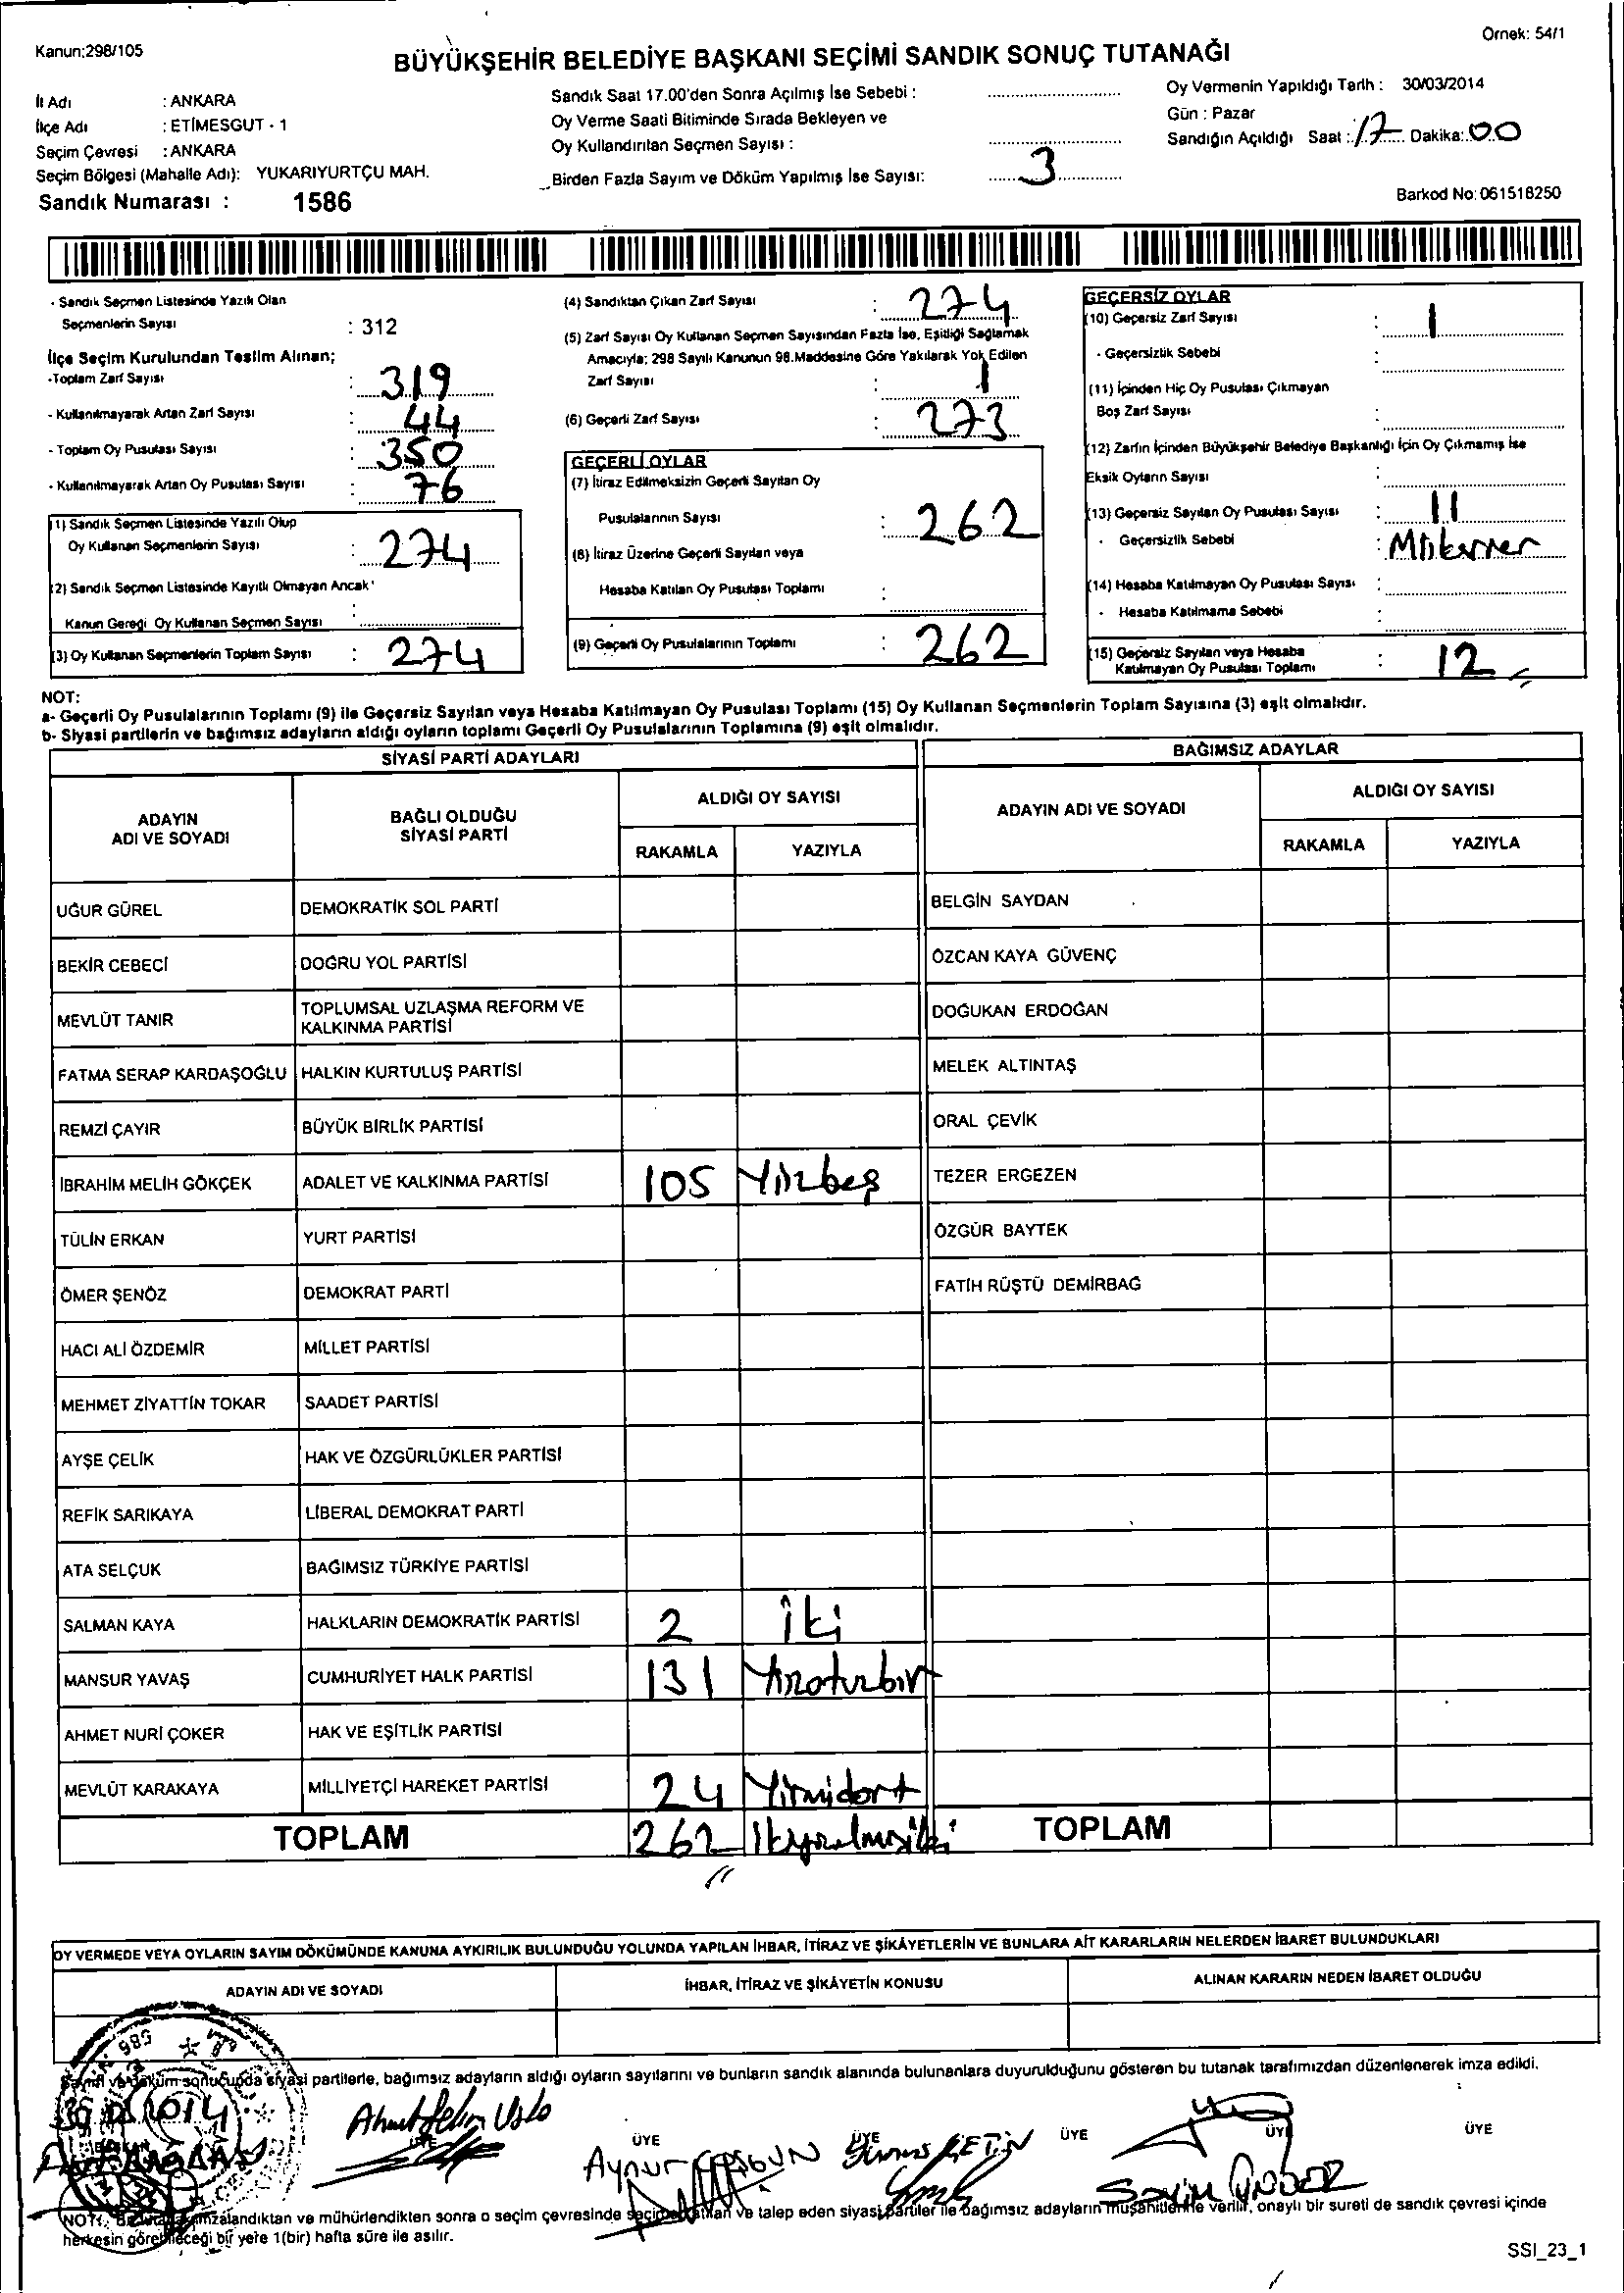 Kanun:298/105
Örnek: 54/1
BÜYÜKŞEHİR BELEDİYE BAŞKANI SEÇİMİ SANDIK SONUÇ TUTANAĞI
İl Adı : ANKARA
İlçe Adı : ETİMESGUT - 1
Seçim Çevresi : ANKARA
Seçim Bölgesi (Mahalle Adı): YUKARIYURTÇU MAH.
Sandık Numarası : 1586
Sandık Saat 17.00'den Sonra Açılmış İse Sebebi :
Oy Verme Saati Bitiminde Sırada Bekleyen ve
Oy Kullandırılan Seçmen Sayısı :
Birden Fazla Sayım ve Döküm Yapılmış İse Sayısı: 3
Oy Vermenin Yapıldığı Tarih : 30/03/2014
Gün : Pazar
Sandığın Açıldığı Saat : 17 Dakika: 00
Barkod No: 061518250
- Sandık Seçmen Listesinde Yazılı Olan
Seçmenlerin Sayısı : 312
İlçe Seçim Kurulundan Teslim Alınan;
-Toplam Zarf Sayısı : 319
- Kullanılmayarak Artan Zarf Sayısı : 44
- Toplam Oy Pusulası Sayısı : 350
- Kullanılmayarak Artan Oy Pusulası Sayısı : 76
(1) Sandık Seçmen Listesinde Yazılı Olup
Oy Kullanan Seçmenlerin Sayısı : 274
(2) Sandık Seçmen Listesinde Kayıtlı Olmayan Ancak
Kanun Gereği Oy Kullanan Seçmen Sayısı :
(3) Oy Kullanan Seçmenlerin Toplam Sayısı : 274
(4) Sandıktan Çıkan Zarf Sayısı : 274
(5) Zarf Sayısı Oy Kullanan Seçmen Sayısından Fazla İse, Eşitliği Sağlamak
Amacıyla; 298 Sayılı Kanunun 98.Maddesine Göre Yakılarak Yok Edilen
Zarf Sayısı : 1
(6) Geçerli Zarf Sayısı : 273
GEÇERLİ OYLAR
(7) İtiraz Edilmeksizin Geçerli Sayılan Oy
Pusulalarının Sayısı : 262
(8) İtiraz Üzerine Geçerli Sayılan veya
Hesaba Katılan Oy Pusulası Toplamı :
(9) Geçerli Oy Pusulalarının Toplamı : 262
GEÇERSİZ OYLAR
(10) Geçersiz Zarf Sayısı : 1
- Geçersizlik Sebebi :
(11) İçinden Hiç Oy Pusulası Çıkmayan
Boş Zarf Sayısı :
(12) Zarfın İçinden Büyükşehir Belediye Başkanlığı İçin Oy Çıkmamış İse
Eksik Oyların Sayısı :
(13) Geçersiz Sayılan Oy Pusulası Sayısı : 11
- Geçersizlik Sebebi :
(14) Hesaba Katılmayan Oy Pusulası Sayısı :
- Hesaba Katılmama Sebebi :
(15) Geçersiz Sayılan veya Hesaba
Katılmayan Oy Pusulası Toplamı : 12
NOT:
a- Geçerli Oy Pusulalarının Toplamı (9) ile Geçersiz Sayılan veya Hesaba Katılmayan Oy Pusulası Toplamı (15) Oy Kullanan Seçmenlerin Toplam Sayısına (3) eşit olmalıdır.
b- Siyasi partilerin ve bağımsız adayların aldığı oyların toplamı Geçerli Oy Pusulalarının Toplamına (9) eşit olmalıdır.
SİYASİ PARTİ ADAYLARI
ADAYIN ADI VE SOYADI
BAĞLI OLDUĞU SİYASİ PARTİ
ALDIĞI OY SAYISI
RAKAMLA YAZIYLA
UĞUR GÜREL DEMOKRATİK SOL PARTİ
BEKİR CEBECİ DOĞRU YOL PARTİSİ
MEVLÜT TANIR TOPLUMSAL UZLAŞMA REFORM VE KALKINMA PARTİSİ
FATMA SERAP KARDAŞOĞLU HALKIN KURTULUŞ PARTİSİ
REMZİ ÇAYIR BÜYÜK BİRLİK PARTİSİ
İBRAHİM MELİH GÖKÇEK ADALET VE KALKINMA PARTİSİ 105 Yüzbeş
TÜLİN ERKAN YURT PARTİSİ
ÖMER ŞENÖZ DEMOKRAT PARTİ
HACI ALİ ÖZDEMİR MİLLET PARTİSİ
MEHMET ZİYATTİN TOKAR SAADET PARTİSİ
AYŞE ÇELİK HAK VE ÖZGÜRLÜKLER PARTİSİ
REFİK SARIKAYA LİBERAL DEMOKRAT PARTİ
ATA SELÇUK BAĞIMSIZ TÜRKİYE PARTİSİ
SALMAN KAYA HALKLARIN DEMOKRATİK PARTİSİ 2 iki
MANSUR YAVAŞ CUMHURİYET HALK PARTİSİ 131 Yüzotuzbir
AHMET NURİ ÇOKER HAK VE EŞİTLİK PARTİSİ
MEVLÜT KARAKAYA MİLLİYETÇİ HAREKET PARTİSİ 24 Yirmidort
TOPLAM 262
BAĞIMSIZ ADAYLAR
ADAYIN ADI VE SOYADI
ALDIĞI OY SAYISI
RAKAMLA YAZIYLA
BELGİN SAYDAN
ÖZCAN KAYA GÜVENÇ
DOĞUKAN ERDOĞAN
MELEK ALTINTAŞ
ORAL ÇEVİK
TEZER ERGEZEN
ÖZGÜR BAYTEK
FATİH RÜŞTÜ DEMİRBAĞ
TOPLAM
OY VERMEDE VEYA OYLARIN SAYIM DÖKÜMÜNDE KANUNA AYKIRILIK BULUNDUĞU YOLUNDA YAPILAN İHBAR, İTİRAZ VE ŞİKÂYETLERİN VE BUNLARA AİT KARARLARIN NELERDEN İBARET BULUNDUKLARI
ADAYIN ADI VE SOYADI
İHBAR, İTİRAZ VE ŞİKÂYETİN KONUSU
ALINAN KARARIN NEDEN İBARET OLDUĞU
Sayım ve döküm sonucunda siyasi partilerle, bağımsız adayların aldığı oyların sayılarını ve bunların sandık alanında bulunanlara duyurulduğunu gösteren bu tutanak tarafımızdan düzenlenerek imza edildi.
ÜYE ÜYE ÜYE ÜYE ÜYE ÜYE
Ahmet Selim Uslu
Aynur COŞGUN
Yunus ÇETİN
Sevim ÖNDER
NOT: imzalandıktan ve mühürlendikten sonra o seçim çevresinde seçime katılan ve talep eden siyasi partiler ile bağımsız adayların müşahitlerine verilir, onaylı bir sureti de sandık çevresi içinde
herkesin görebileceği bir yere 1(bir) hafta süre ile asılır.
SSI_23_1